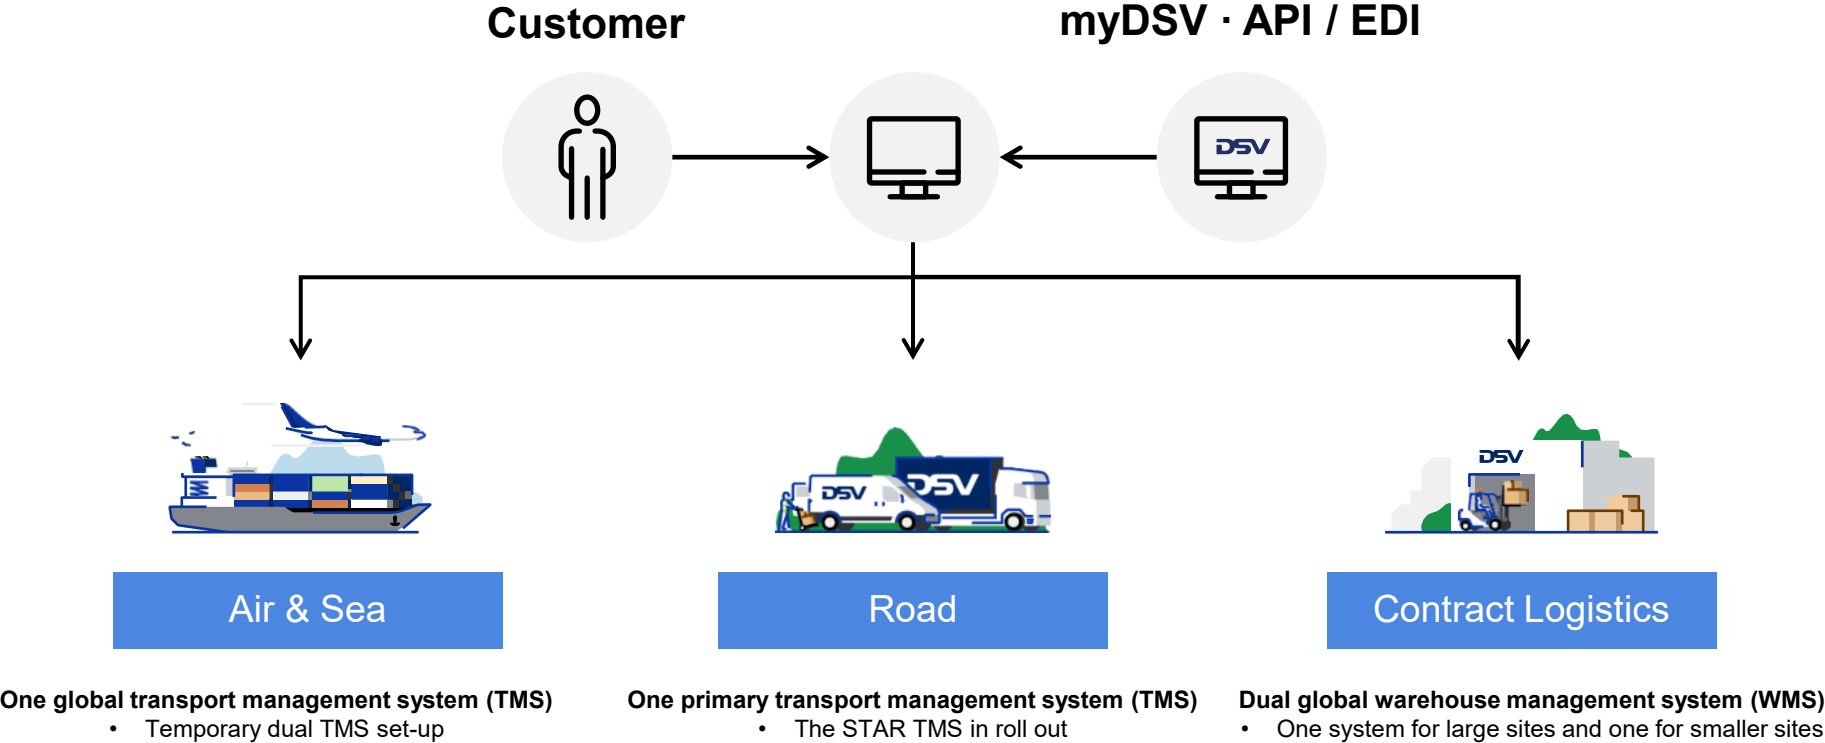 Customer
myDSV · API / EDI
DSV
DSV
DSV
DSV
Air & Sea
Road
Contract Logistics
One global transport management system (TMS)
• Temporary dual TMS set-up
One primary transport management system (TMS)
• The STAR TMS in roll out
Dual global warehouse management system (WMS)
• One system for large sites and one for smaller sites